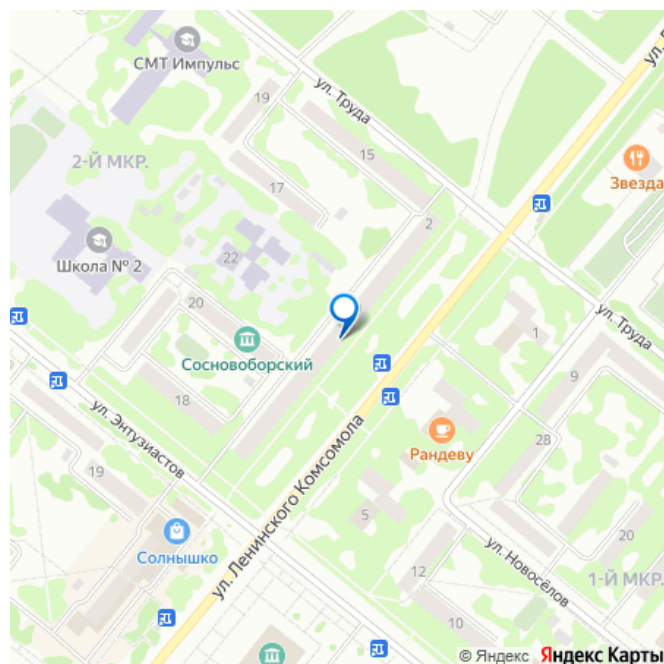 СМТ Импульс
ул. Труда
19
15
2-Й МКР.
17
Звезда
2
Школа № 2
22
20
ул. Труда
Сосновоборский
1
18
9
ул. Энтузиастов
ул. Ленинского Комсомола
Рандеву
28
19
5
20
Солнышко
ул. Новосёлов
12
1-Й МКР.
10
© Яндекс Яндекс Карты